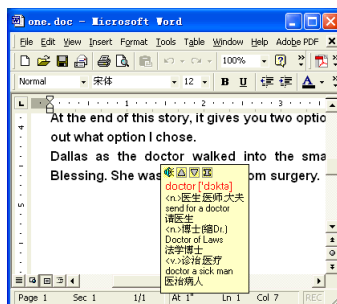 one.doc - Microsoft Word
File Edit View Insert Format Tools Table Window Help Adobe PDF
100%
Normal 宋体 12 B U A
1 2 3
At the end of this story, it gives you two optio
out what option I chose.
Dallas as the doctor walked into the sma
Blessing. She was om surgery.
doctor ['dɔktə]
<n.>医生;医师;大夫
send for a doctor
请医生
<n.>博士(缩Dr.)
Doctor of Laws
法学博士
<v.>诊治;医疗
doctor a sick man
医治病人
Page 1 Sec 1 1/1 At 1" Ln 1 Col 7 REC